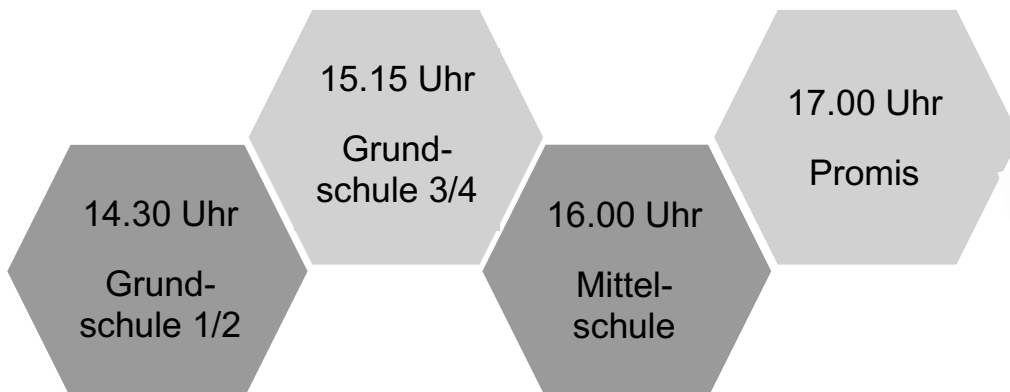 14.30 Uhr
Grund-
schule 1/2
15.15 Uhr
Grund-
schule 3/4
16.00 Uhr
Mittel-
schule
17.00 Uhr
Promis